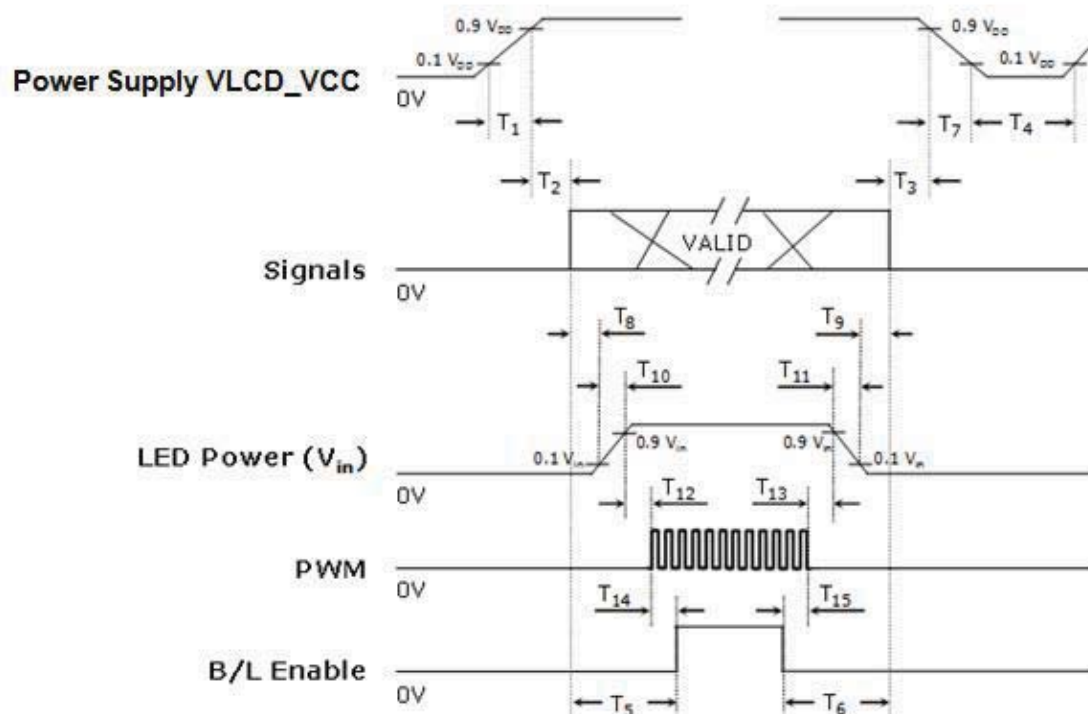 0.9 V_DD 0.9 V_DD
0.1 V_DD 0.1 V_DD
Power Supply VLCD_VCC
0V
T1 T7 T4
T2 T3
VALID
Signals
0V
T8 T9
T10 T11
0.9 Vin 0.9 Vin
LED Power (Vin)
0.1 Vin 0.1 Vin
0V
T12 T13
PWM
0V
T14 T15
B/L Enable
0V
T5 T6